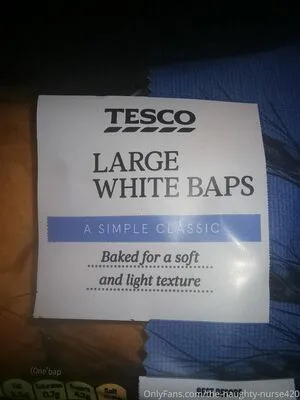 TESCO
LARGE
WHITE BAPS
A SIMPLE CLASSIC
Baked for a soft
and light texture
(One bap
BEST BEFORE
OnlyFans.com/the-naughty-nurse420